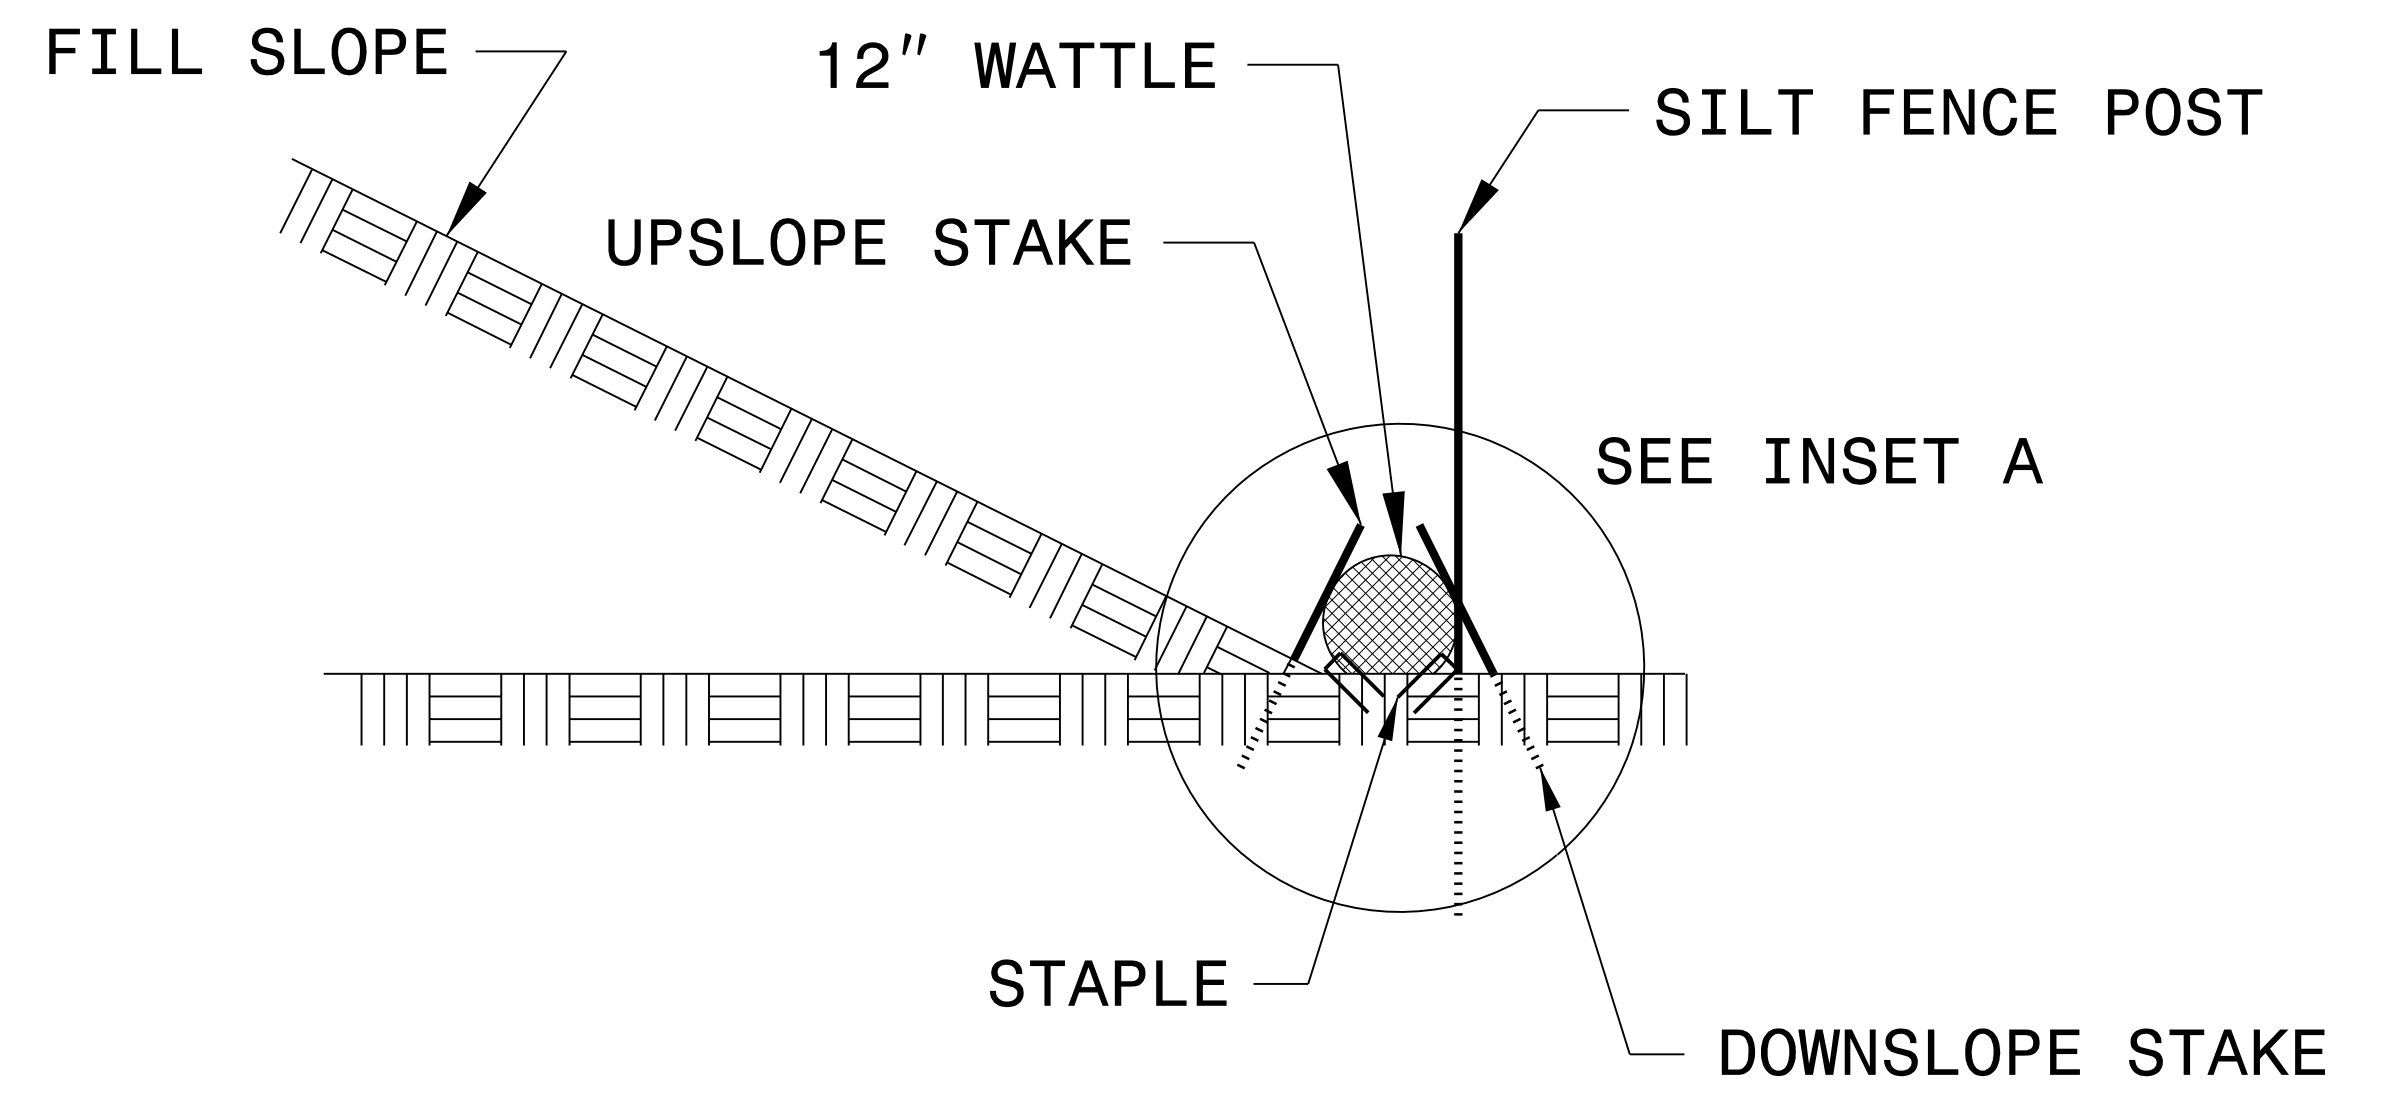 FILL SLOPE
12" WATTLE
SILT FENCE POST
UPSLOPE STAKE
SEE INSET A
STAPLE
DOWNSLOPE STAKE